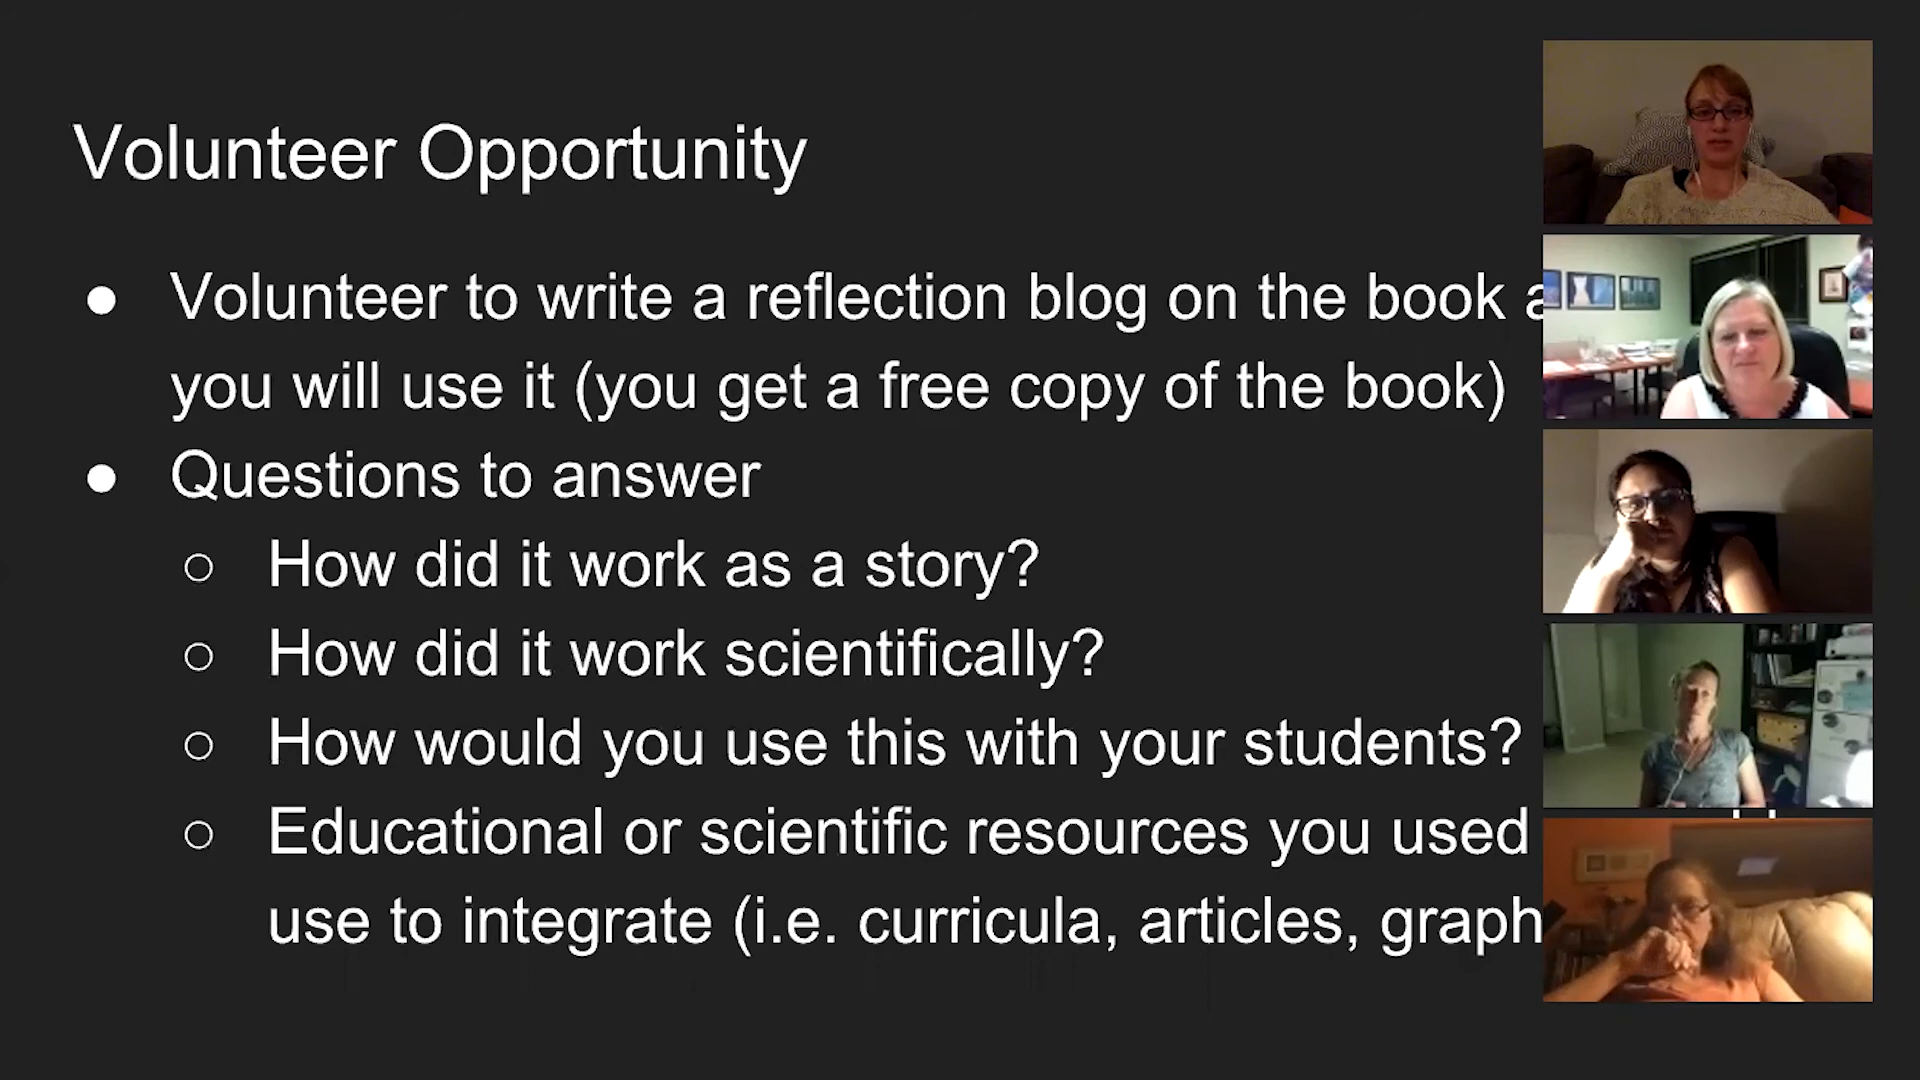 Volunteer Opportunity
● Volunteer to write a reflection blog on the book
you will use it (you get a free copy of the book)
● Questions to answer
○ How did it work as a story?
○ How did it work scientifically?
○ How would you use this with your students?
○ Educational or scientific resources you used
use to integrate (i.e. curricula, articles, graph